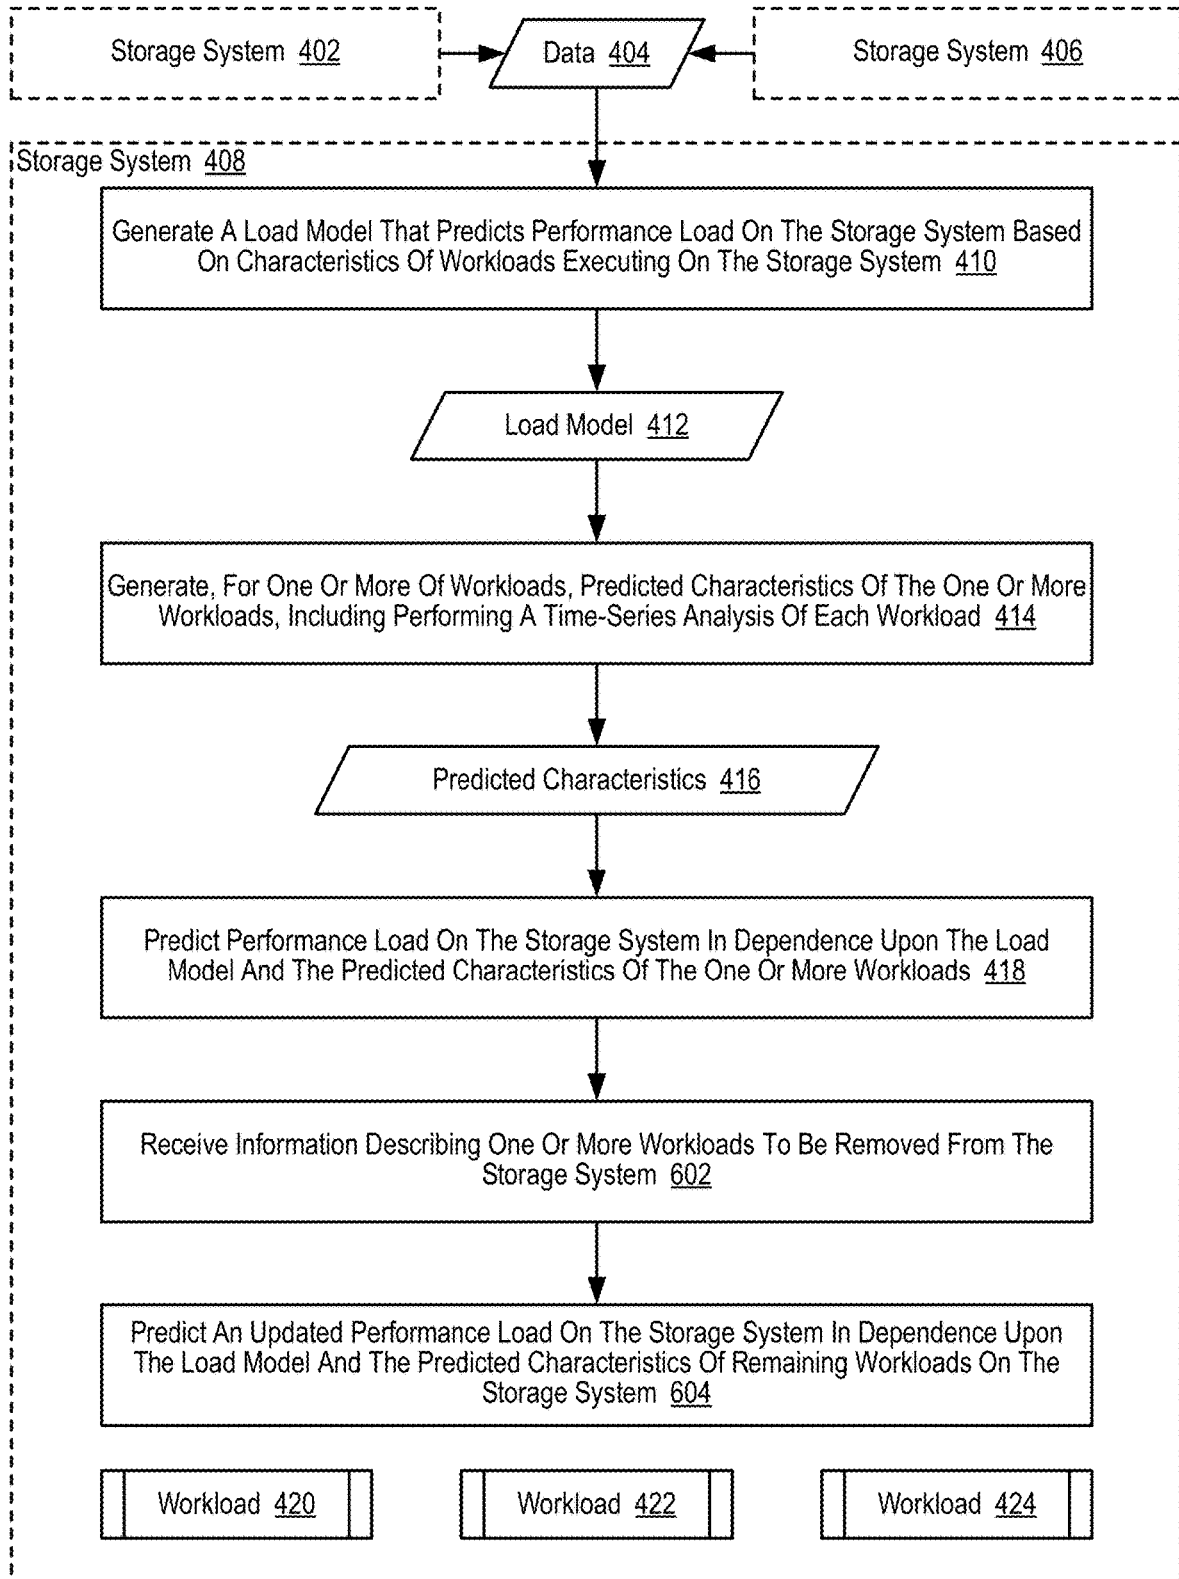 Storage System 402
Data 404
Storage System 406
Storage System 408
Generate A Load Model That Predicts Performance Load On The Storage System Based
On Characteristics Of Workloads Executing On The Storage System 410
Load Model 412
Generate, For One Or More Of Workloads, Predicted Characteristics Of The One Or More
Workloads, Including Performing A Time-Series Analysis Of Each Workload 414
Predicted Characteristics 416
Predict Performance Load On The Storage System In Dependence Upon The Load
Model And The Predicted Characteristics Of The One Or More Workloads 418
Receive Information Describing One Or More Workloads To Be Removed From The
Storage System 602
Predict An Updated Performance Load On The Storage System In Dependence Upon
The Load Model And The Predicted Characteristics Of Remaining Workloads On The
Storage System 604
Workload 420
Workload 422
Workload 424